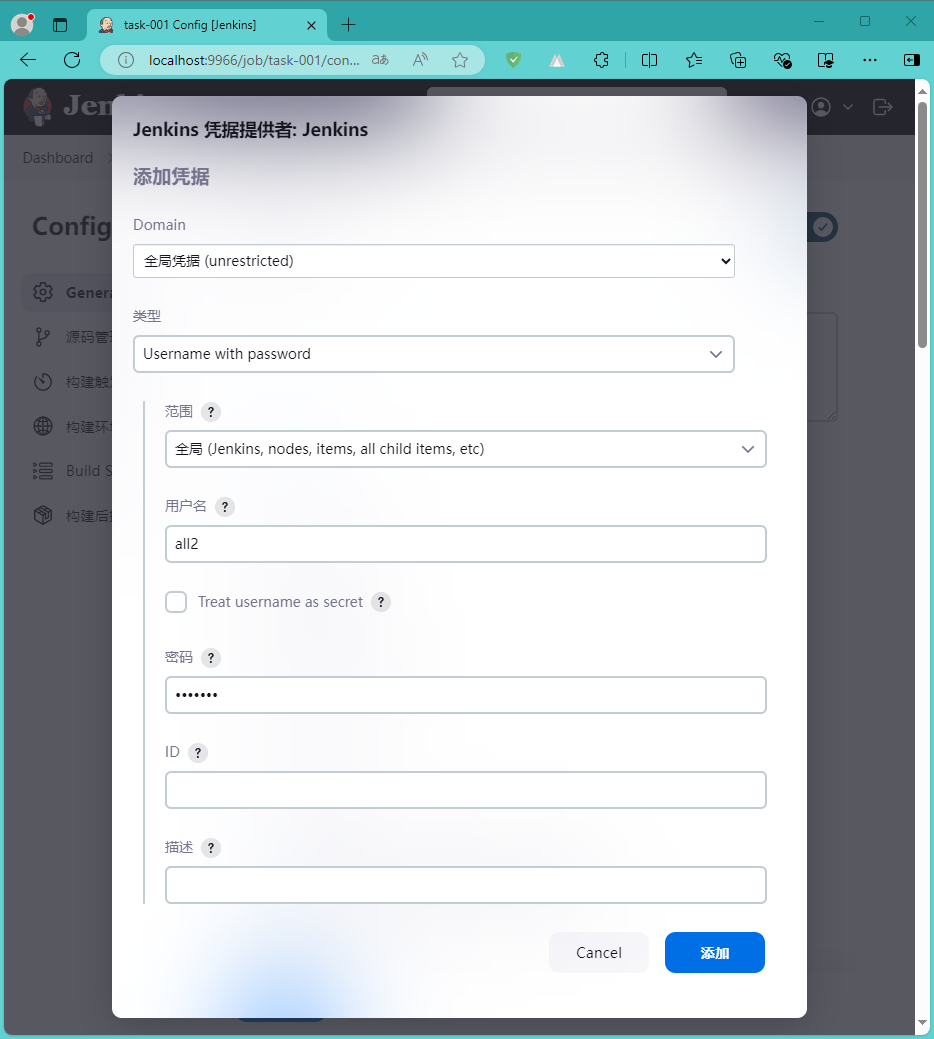 task-001 Config [Jenkins]
localhost:9966/job/task-001/con...
Jen
Dashboard
Config
Genera
源码管
构建触
构建环
Build S
构建后
Jenkins 凭据提供者: Jenkins
添加凭据
Domain
全局凭据 (unrestricted)
类型
Username with password
范围 ?
全局 (Jenkins, nodes, items, all child items, etc)
用户名 ?
all2
Treat username as secret ?
密码 ?
•••••••
ID ?
描述 ?
Cancel
添加